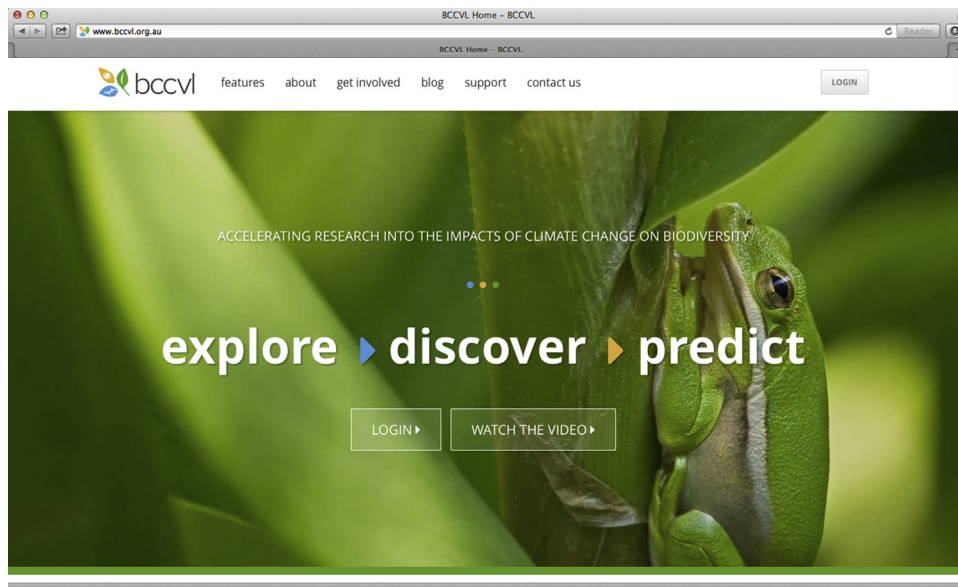 BCCVL Home – BCCVL
www.bccvl.org.au
Reader
BCCVL Home – BCCVL
bccvl
features about get involved blog support contact us
LOGIN
ACCELERATING RESEARCH INTO THE IMPACTS OF CLIMATE CHANGE ON BIODIVERSITY
explore discover predict
LOGIN
WATCH THE VIDEO